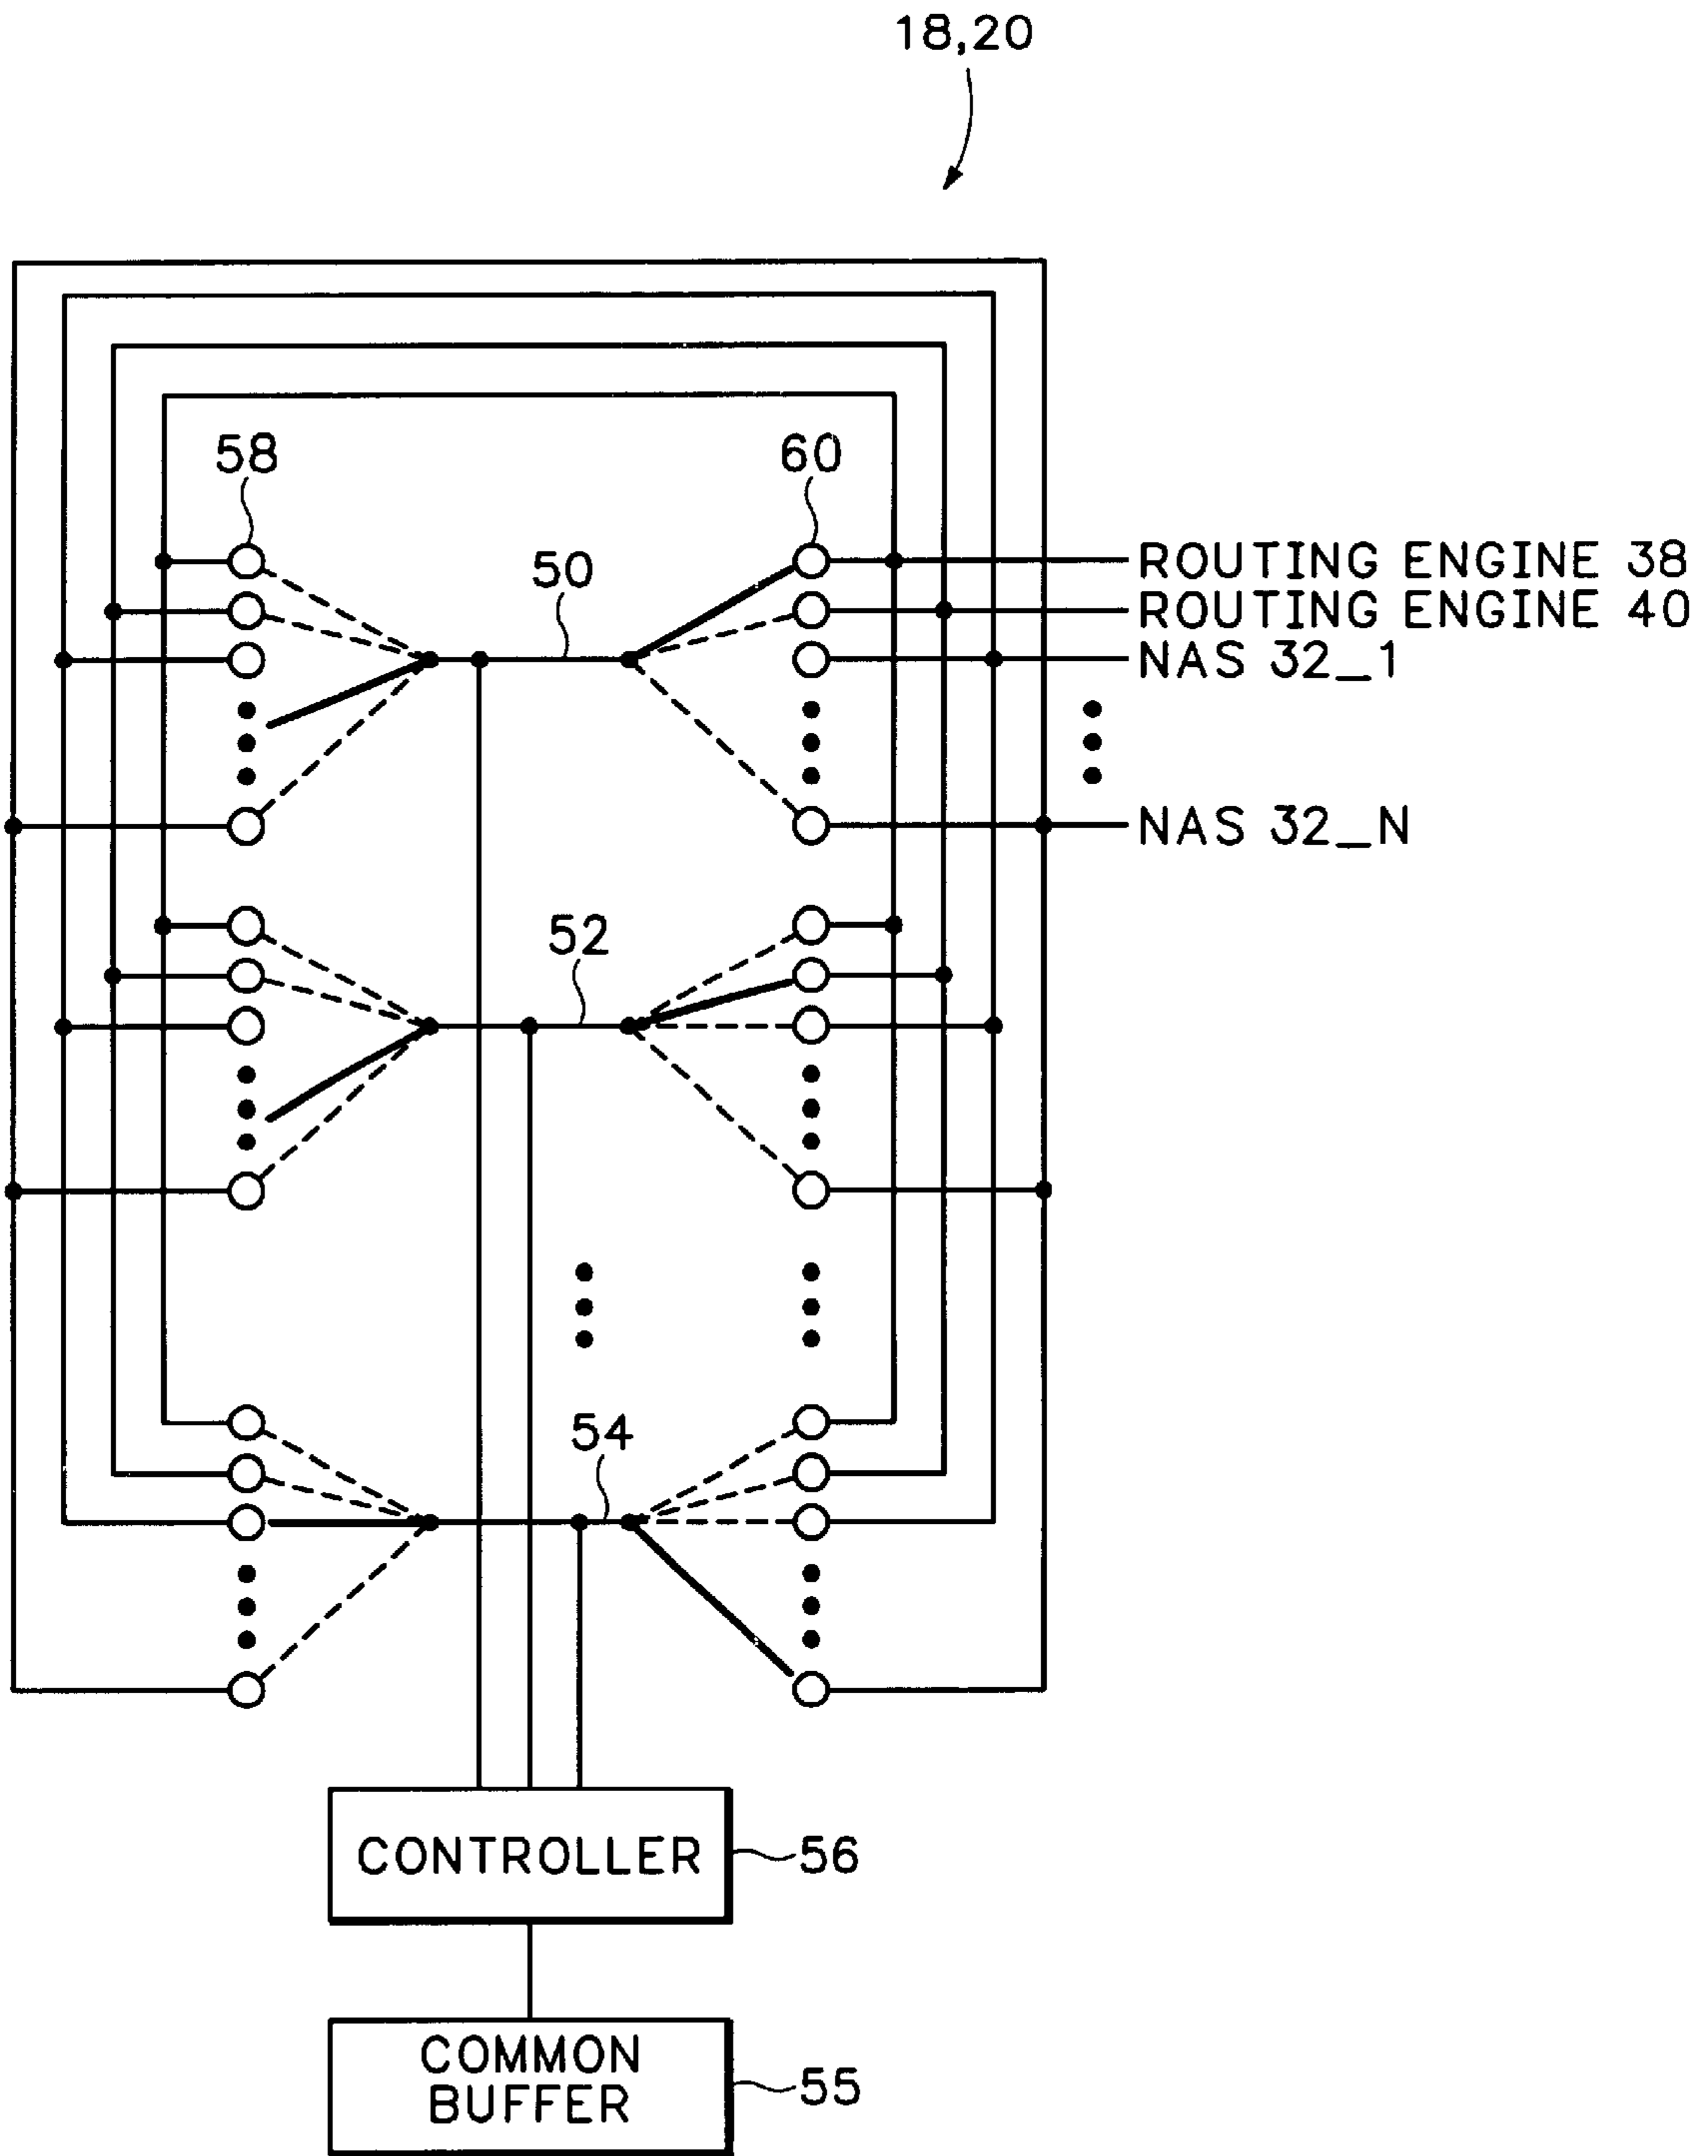 18,20
58
60
50
ROUTING ENGINE 38
ROUTING ENGINE 40
NAS 32_1
NAS 32_N
52
54
CONTROLLER
56
COMMON
BUFFER
55